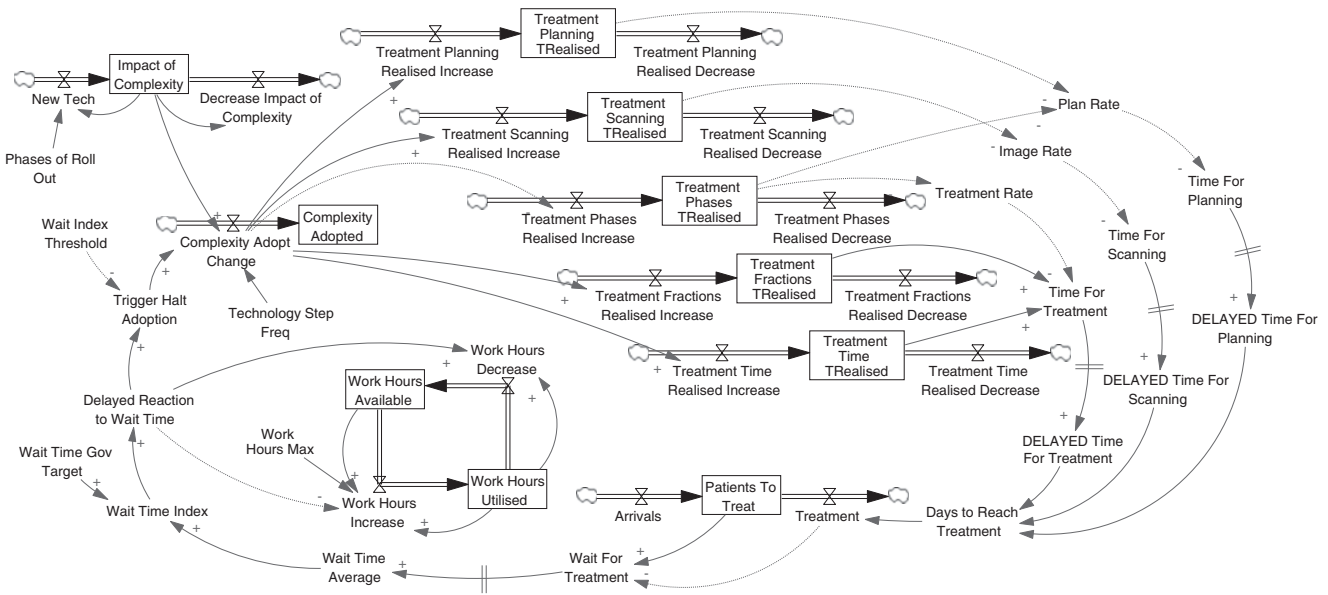 Treatment
Planning
TRealised
Treatment Planning
Realised Increase
Treatment Planning
Realised Decrease
Impact of
Complexity
New Tech
Decrease Impact of
Complexity
Phases of Roll
Out
Treatment
Scanning
TRealised
Treatment Scanning
Realised Increase
Treatment Scanning
Realised Decrease
Plan Rate
Image Rate
Time For
Planning
Treatment
Phases
TRealised
Treatment Phases
Realised Increase
Treatment Phases
Realised Decrease
Treatment Rate
Time For
Scanning
Wait Index
Threshold
Complexity
Adopted
Complexity Adopt
Change
Trigger Halt
Adoption
Technology Step
Freq
Treatment
Fractions
TRealised
Treatment Fractions
Realised Increase
Treatment Fractions
Realised Decrease
Time For
Treatment
DELAYED Time For
Planning
Treatment
Time
TRealised
Treatment Time
Realised Increase
Treatment Time
Realised Decrease
DELAYED Time For
Scanning
Work Hours
Decrease
Work Hours
Available
Delayed Reaction
to Wait Time
Work
Hours Max
Wait Time Gov
Target
DELAYED Time
For Treatment
Work Hours
Utilised
Work Hours
Increase
Wait Time Index
Patients To
Treat
Arrivals
Treatment
Days to Reach
Treatment
Wait Time
Average
Wait For
Treatment